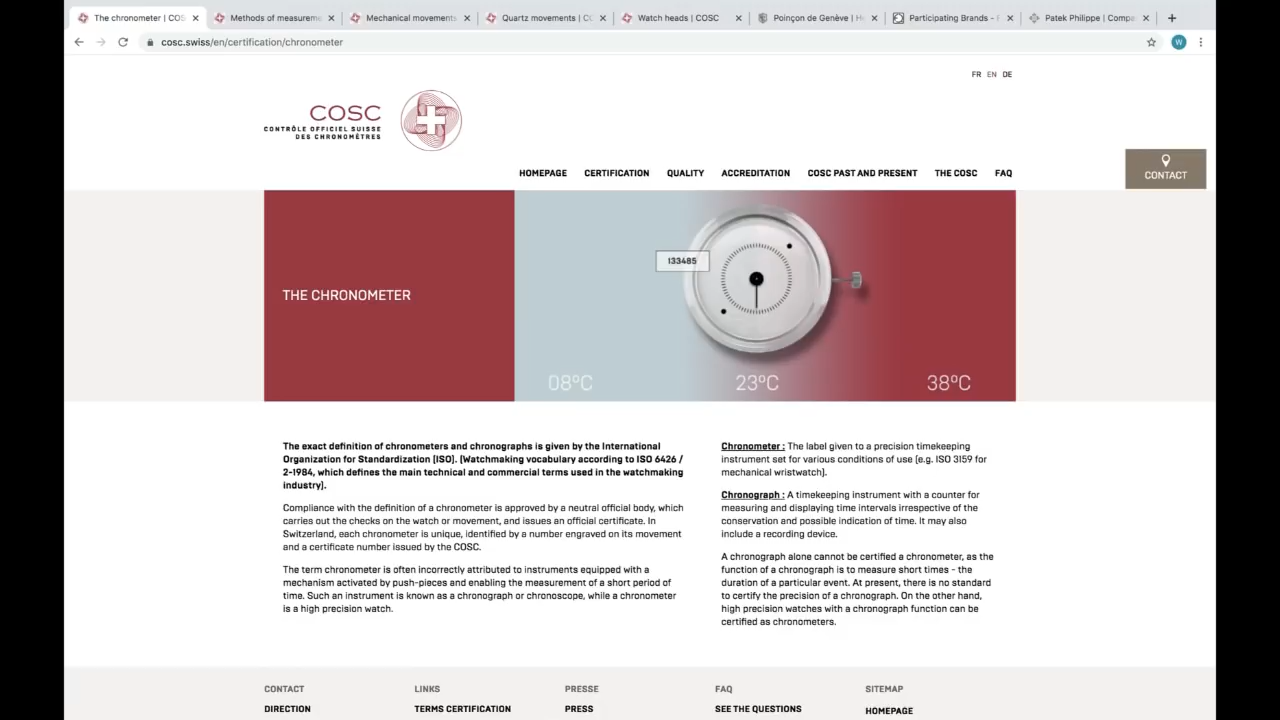 The chronometer | COS
Methods of measureme
Mechanical movements
Quartz movements | C
Watch heads | COSC
Poinçon de Genève | H
Participating Brands - F
Patek Philippe | Compa
cosc.swiss/en/certification/chronometer
W
FR EN DE
COSC
CONTRÔLE OFFICIEL SUISSE
DES CHRONOMÈTRES
HOMEPAGE CERTIFICATION QUALITY ACCREDITATION COSC PAST AND PRESENT THE COSC FAQ
CONTACT
THE CHRONOMETER
133485
08°C 23°C 38°C
The exact definition of chronometers and chronographs is given by the International
Organization for Standardization (ISO). (Watchmaking vocabulary according to ISO 6426 /
2-1984, which defines the main technical and commercial terms used in the watchmaking
industry).
Compliance with the definition of a chronometer is approved by a neutral official body, which
carries out the checks on the watch or movement, and issues an official certificate. In
Switzerland, each chronometer is unique, identified by a number engraved on its movement
and a certificate number issued by the COSC.
The term chronometer is often incorrectly attributed to instruments equipped with a
mechanism activated by push-pieces and enabling the measurement of a short period of
time. Such an instrument is known as a chronograph or chronoscope, while a chronometer
is a high precision watch.
Chronometer : The label given to a precision timekeeping
instrument set for various conditions of use (e.g. ISO 3159 for
mechanical wristwatch).
Chronograph : A timekeeping instrument with a counter for
measuring and displaying time intervals irrespective of the
conservation and possible indication of time. It may also
include a recording device.
A chronograph alone cannot be certified a chronometer, as the
function of a chronograph is to measure short times - the
duration of a particular event. At present, there is no standard
to certify the precision of a chronograph. On the other hand,
high precision watches with a chronograph function can be
certified as chronometers.
CONTACT LINKS PRESSE FAQ SITEMAP
DIRECTION TERMS CERTIFICATION PRESS SEE THE QUESTIONS HOMEPAGE